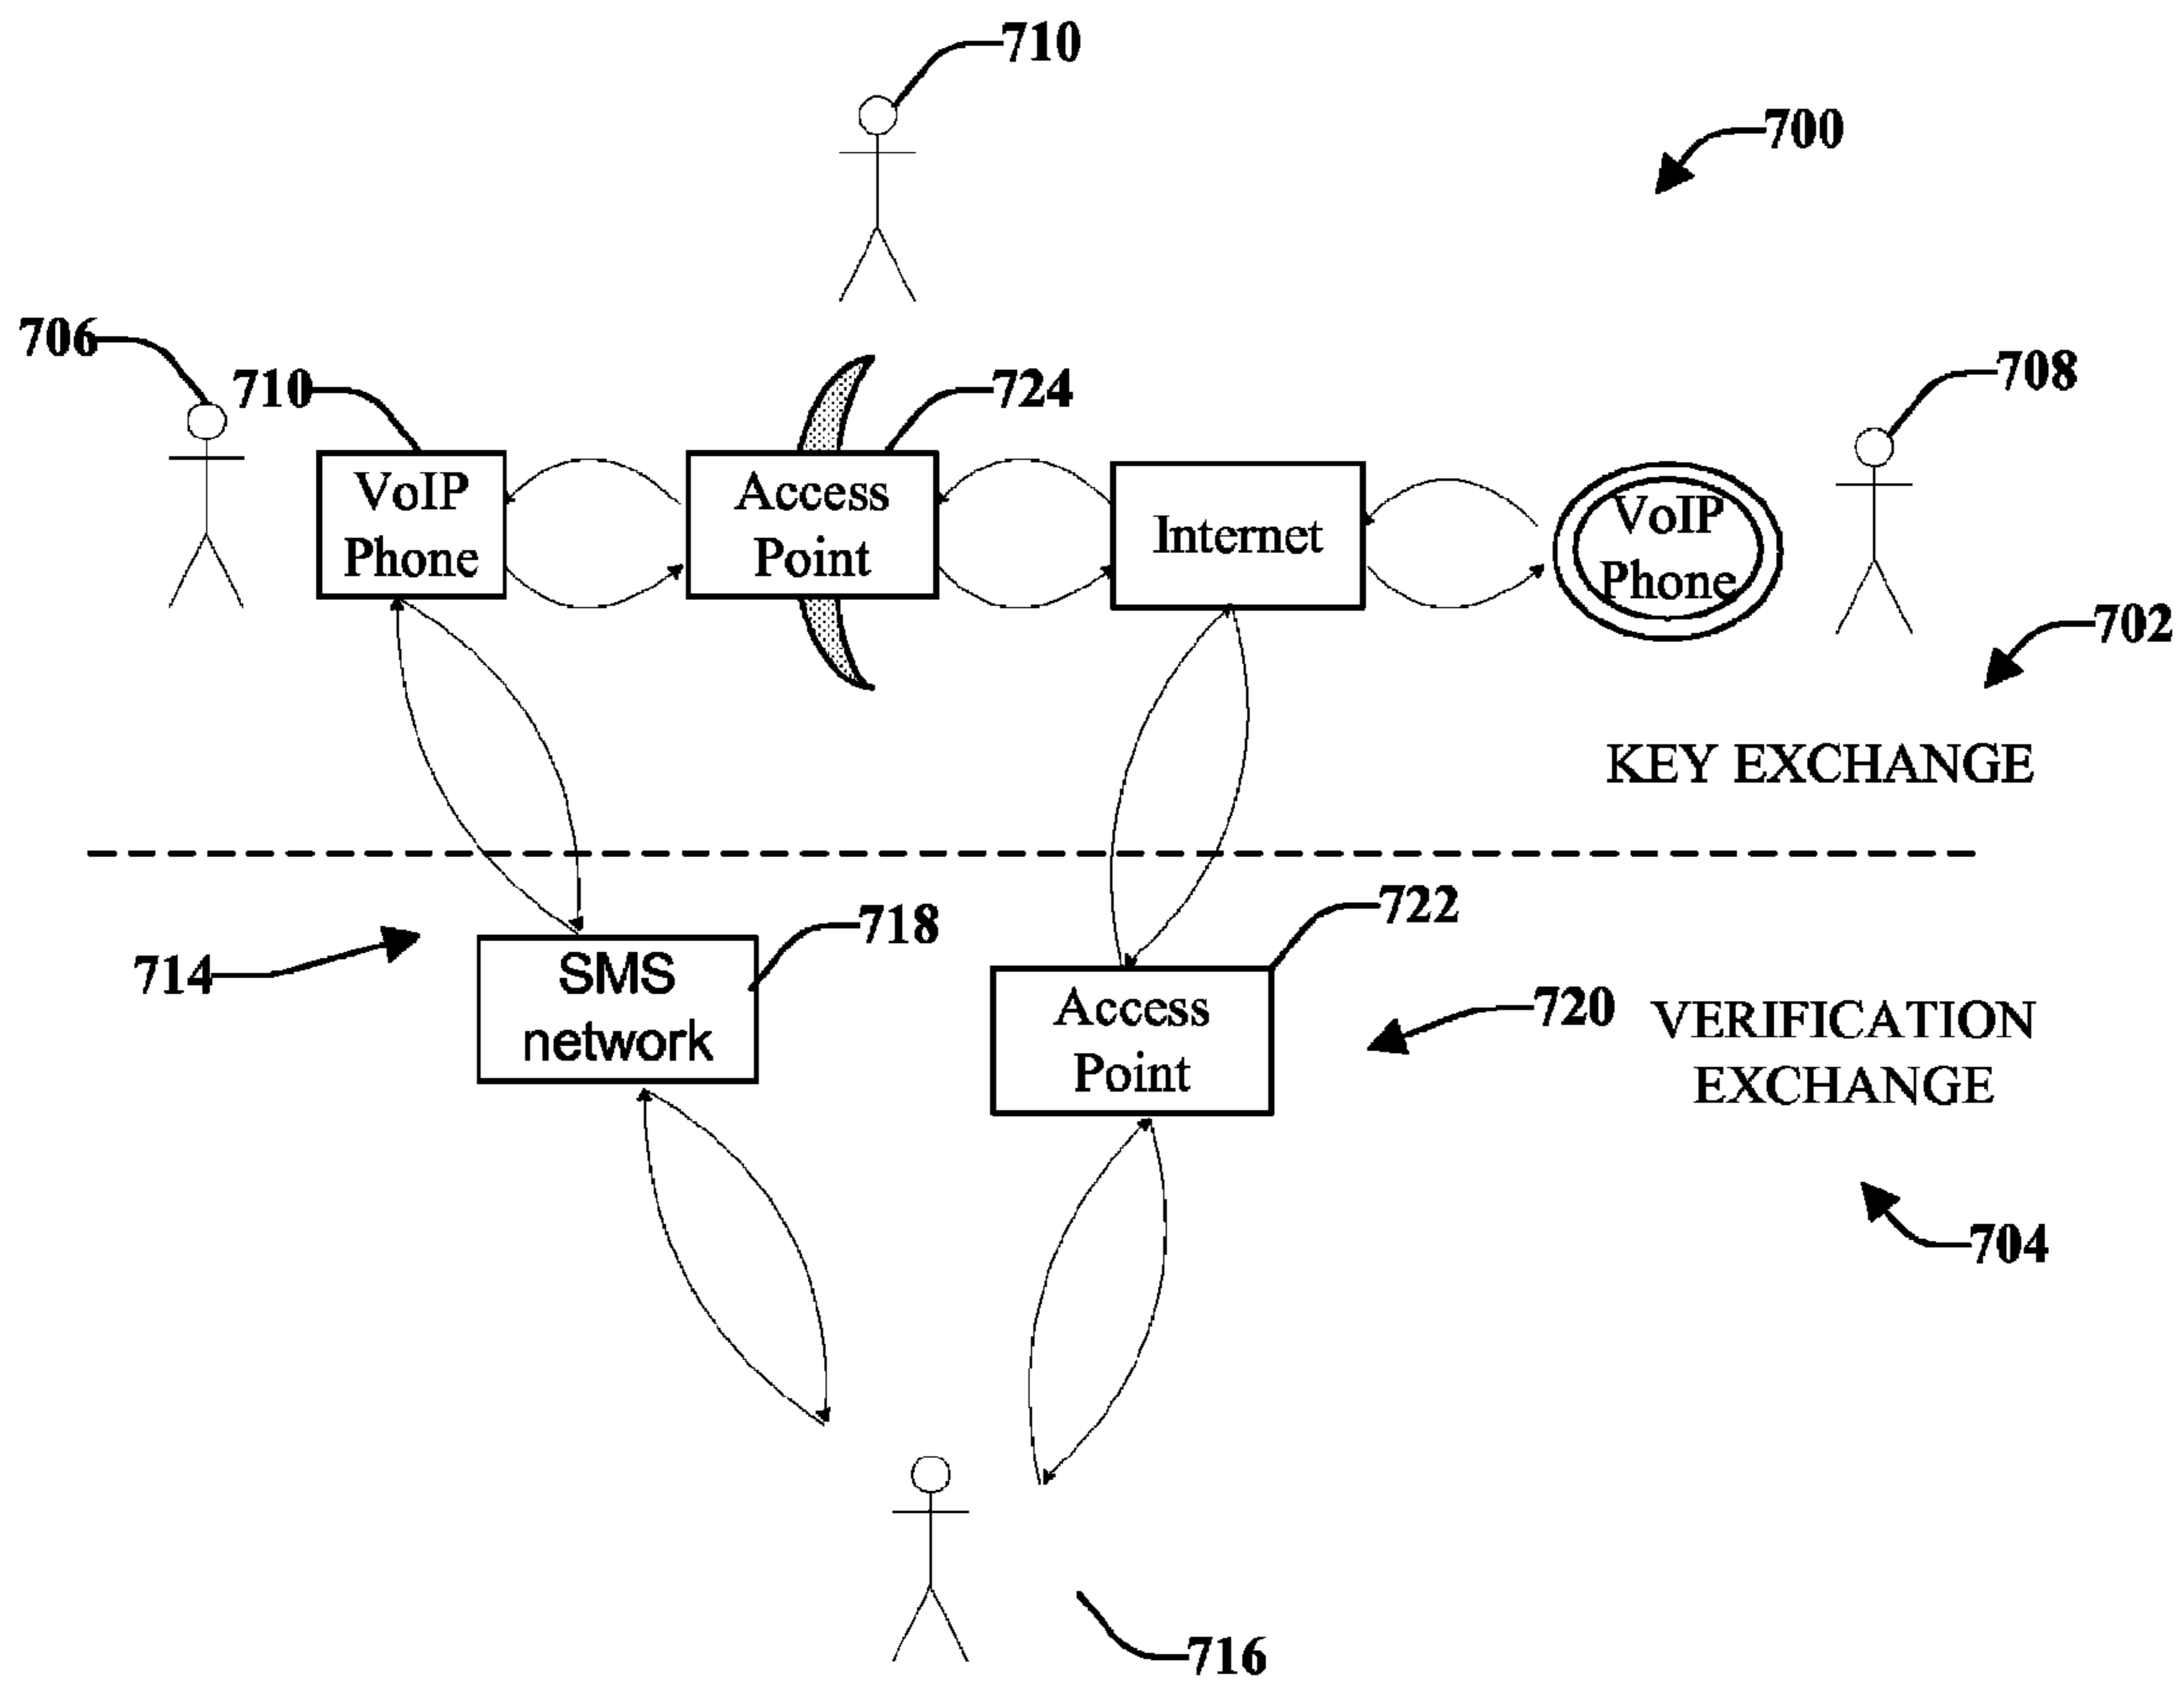 710
700
706
710
724
708
VoIP
Phone
Access
Point
Internet
VoIP
Phone
702
KEY EXCHANGE
714
SMS
network
718
722
Access
Point
720
VERIFICATION
EXCHANGE
704
716